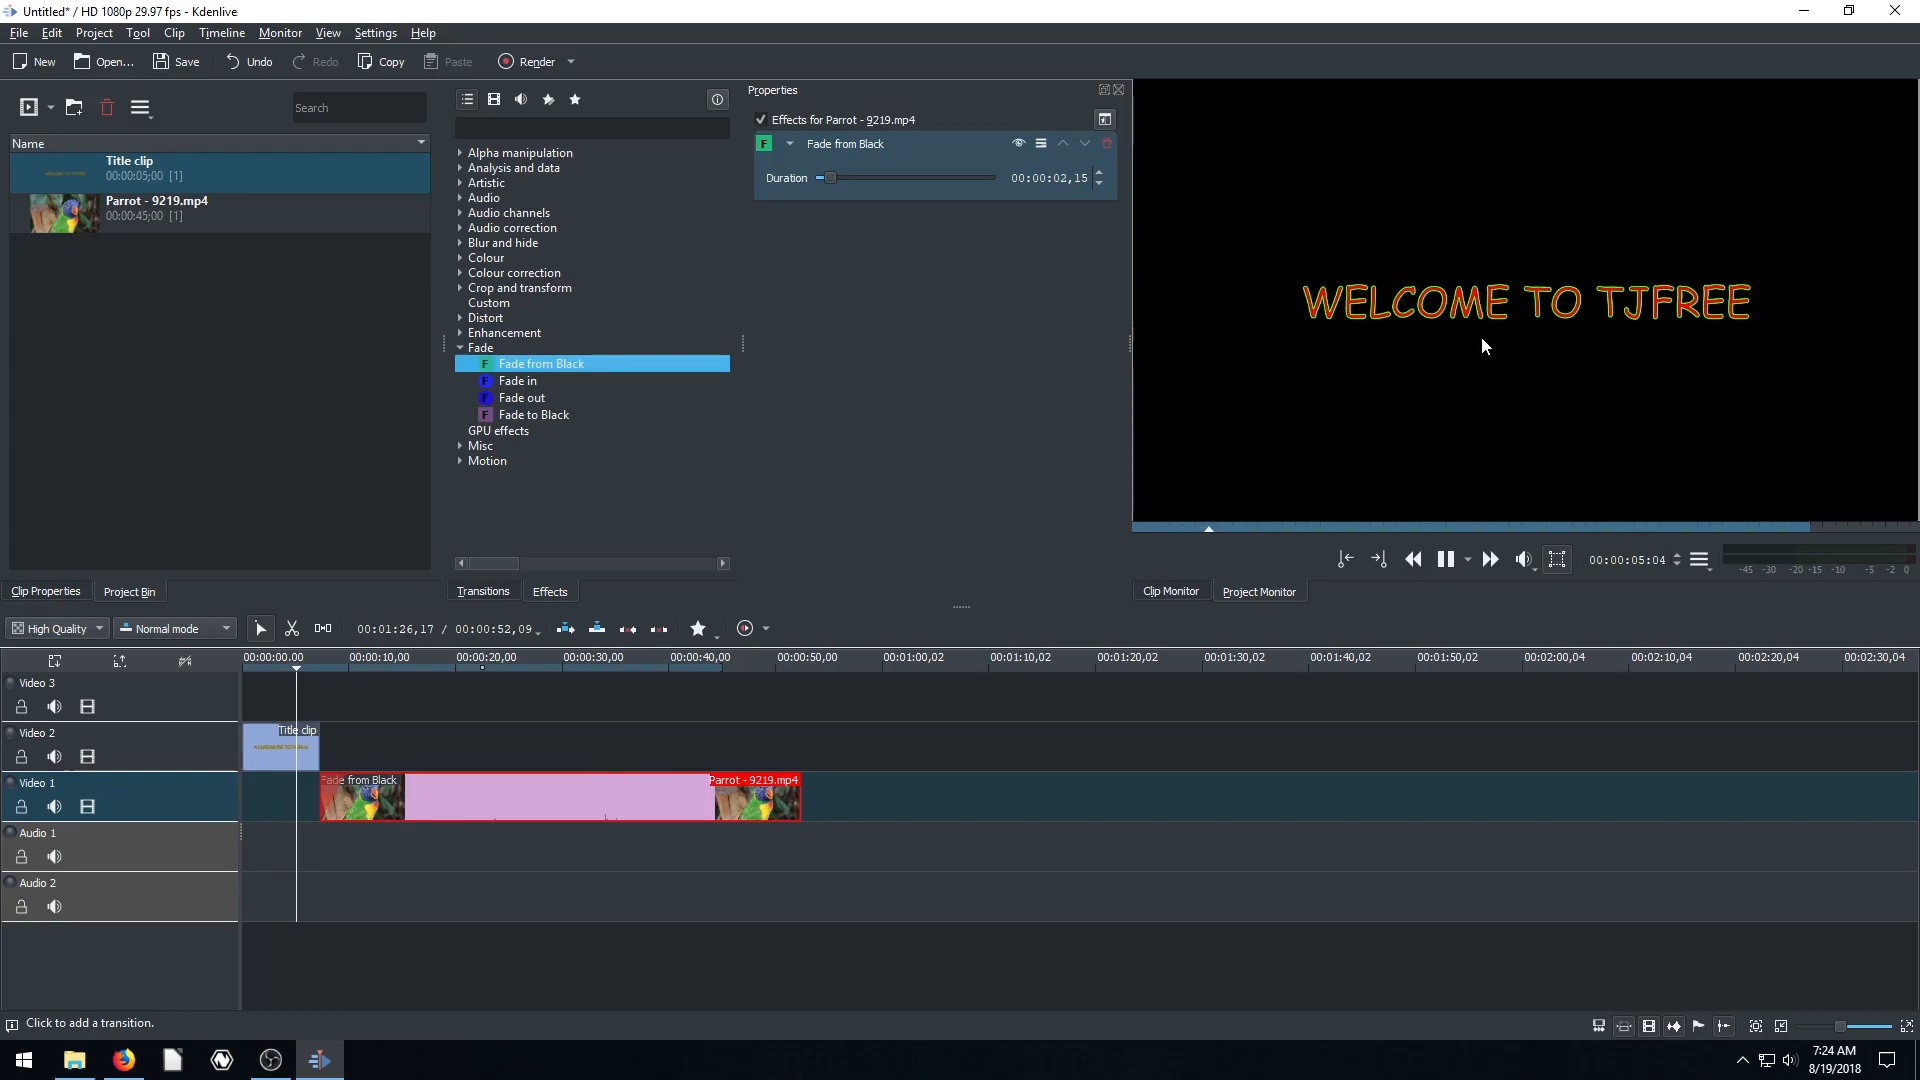 Untitled* / HD 1080p 29.97 fps - Kdenlive
File Edit Project Tool Clip Timeline Monitor View Settings Help
New Open... Save Undo Redo Copy Paste Render
Search
Name
Title clip
00:00:05;00 [1]
Parrot - 9219.mp4
00:00:45;00 [1]
Clip Properties Project Bin
Alpha manipulation
Analysis and data
Artistic
Audio
Audio channels
Audio correction
Blur and hide
Colour
Colour correction
Crop and transform
Custom
Distort
Enhancement
Fade
F Fade from Black
F Fade in
F Fade out
F Fade to Black
GPU effects
Misc
Motion
Transitions Effects
Properties
Effects for Parrot - 9219.mp4
F Fade from Black
Duration 00:00:02,15
WELCOME TO TJFREE
00:00:05:04
-45 -30 -20 -15 -10 -5 -2 0
Clip Monitor Project Monitor
High Quality Normal mode 00:01:26,17 / 00:00:52,09
00:00:00.00 00:00:10,00 00:00:20,00 00:00:30,00 00:00:40,00 00:00:50,00 00:01:00,02 00:01:10,02 00:01:20,02 00:01:30,02 00:01:40,02 00:01:50,02 00:02:00,04 00:02:10,04 00:02:20,04 00:02:30,04
Video 3
Video 2
Title clip
Video 1
Fade from Black Parrot - 9219.mp4
Audio 1
Audio 2
Click to add a transition.
7:24 AM
8/19/2018